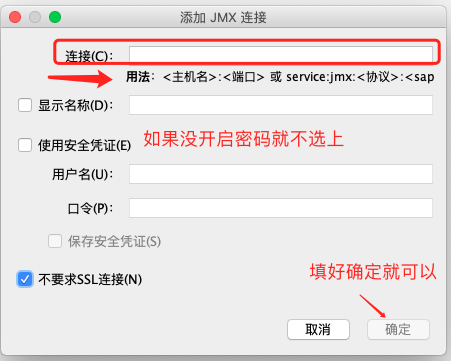 添加 JMX 连接
连接(C):
用法：<主机名>:<端口> 或 service:jmx:<协议>:<sap
显示名称(D):
使用安全凭证(E)
如果没开启密码就不选上
用户名(U):
口令(P):
保存安全凭证(S)
不要求SSL连接(N)
填好确定就可以
取消
确定